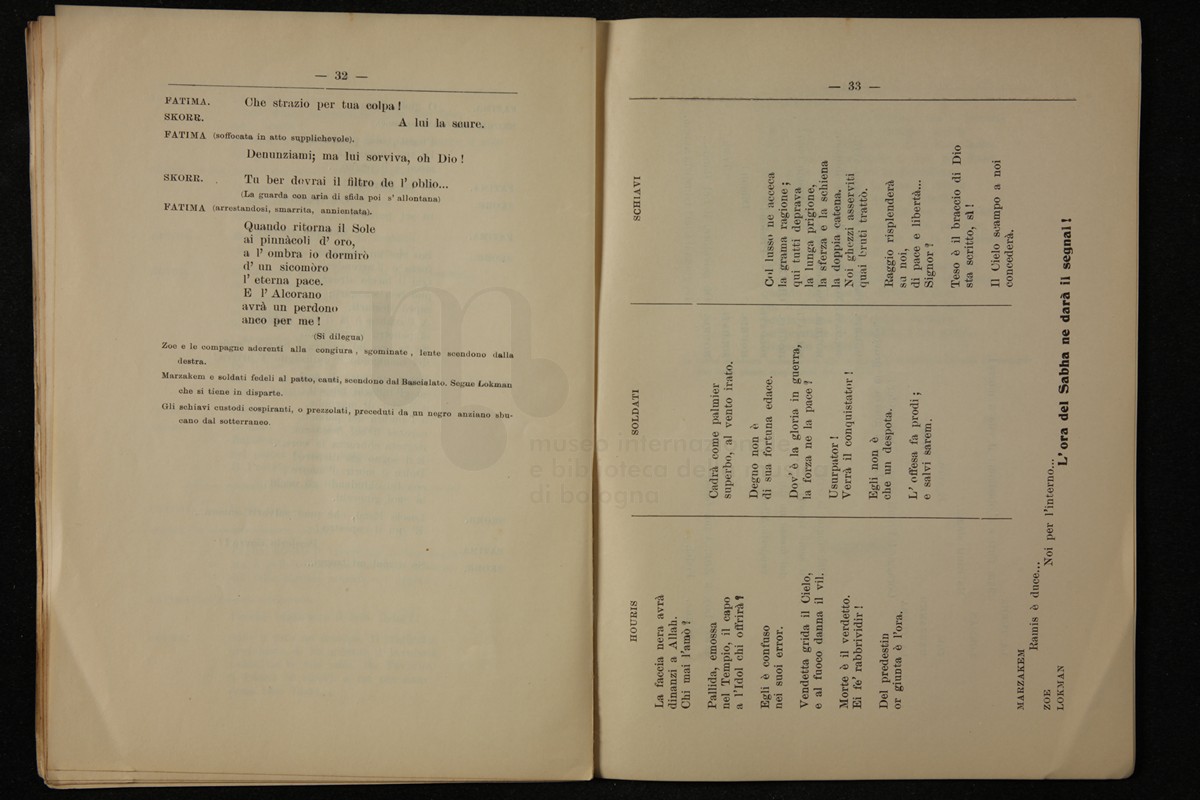 — 32 —
FATIMA. Che strazio per tua colpa!
SKORR. A lui la scure.
FATIMA (soffocata in atto supplichevole).
Denunziami; ma lui sorviva, oh Dio!
SKORR. Tu ber dovrai il filtro de l' oblio...
(La guarda con aria di sfida poi s' allontana)
FATIMA (arrestandosi, smarrita, annientata).
Quando ritorna il Sole
ai pinnàcoli d' oro,
a l' ombra io dormirò
d' un sicomòro
l' eterna pace.
E l' Alcorano
avrà un perdono
anco per me!
(Si dilegua)
Zoe e le compagne aderenti alla congiura, sgominate, lente scendono dalla
destra.
Marzakem e soldati fedeli al patto, canti, scendono dal Bascialato. Segue Lokman
che si tiene in disparte.
Gli schiavi custodi cospiranti, o prezzolati, preceduti da un negro anziano sbu-
cano dal sotterraneo.
— 33 —
HOURIS
La faccia nera avrà
dinanzi a Allah.
Chi mai l'amò?
Pallida, emossa
nel Tempio, il capo
a l'Idol chi offrirà?
Egli è confuso
nei suoi error.
Vendetta grida il Cielo,
e al fuoco danna il vil.
Morte è il verdetto.
Ei fe' rabbrividir!
Del predestin
or giunta è l'ora.
SOLDATI
Cadrà come palmier
superbo, al vento irato.
Degno non è
di sua fortuna edace.
Dov' è la gloria in guerra,
la forza ne la pace?
Usurpator!
Verrà il conquistator!
Egli non è
che un despota.
L' offesa fa prodi;
e salvi sarem.
SCHIAVI
Col lusso ne acceca
la grama ragione;
qui tutti deprava
la lunga prigione,
la sferza e la schiena
la doppia catena.
Noi ghezzi asserviti
quai bruti trattò.
Raggio risplenderà
su noi,
di pace e libertà...
Signor?
Teso è il braccio di Dio
sta scritto, sì!
Il Cielo scampo a noi
concederà.
MARZAKEM
Ramis è duce...
ZOE Noi per l'interno...
LOKMAN L' ora del Sabha ne darà il segnal!
museo internazionale
e biblioteca della musica
di bologna